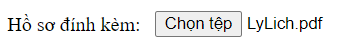 Hồ sơ đính kèm: Chọn tệp LyLich.pdf